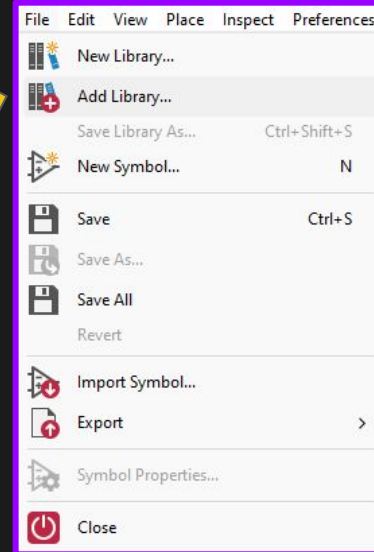 File Edit View Place Inspect Preferences
New Library...
Add Library...
Save Library As... Ctrl+Shift+S
New Symbol... N
Save Ctrl+S
Save As...
Save All
Revert
Import Symbol...
Export >
Symbol Properties...
Close